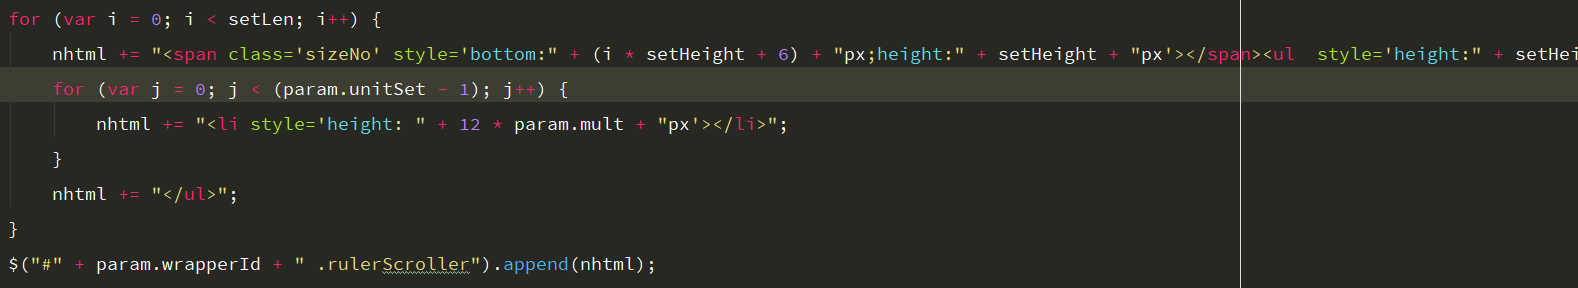 for (var i = 0; i < setLen; i++) {
nhtml += "<span class='sizeNo' style='bottom:" + (i * setHeight + 6) + "px;height:" + setHeight + "px'></span><ul  style='height:" + setHei
for (var j = 0; j < (param.unitSet - 1); j++) {
nhtml += "<li style='height: " + 12 * param.mult + "px'></li>";
}
nhtml += "</ul>";
}
$("#" + param.wrapperId + " .rulerScroller").append(nhtml);